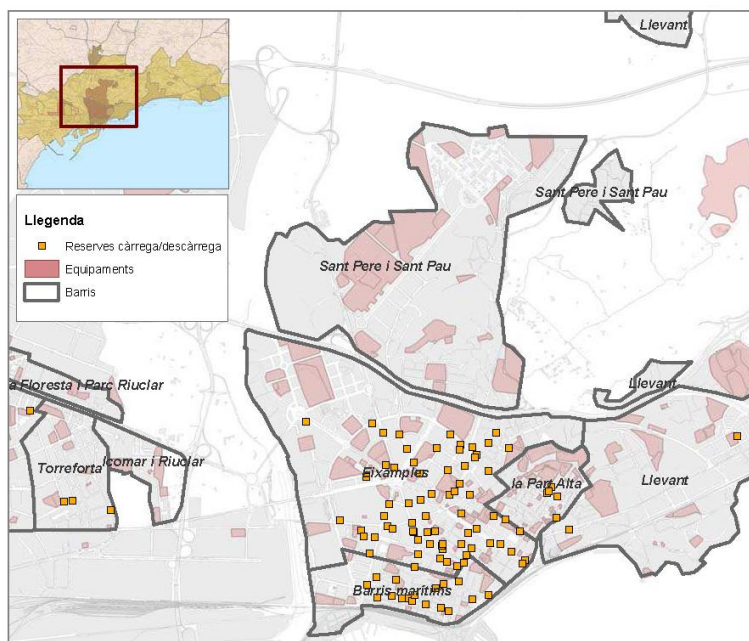 Llevant
Sant Pere i Sant Pau
Llegenda
Reserves càrrega/descàrrega
Equipaments
Barris
Sant Pere i Sant Pau
a Floresta i Parc Riuclar
Llevant
Torreforta
Icomar i Riuclar
Eixamples
la Part Alta
Llevant
Barris marítims